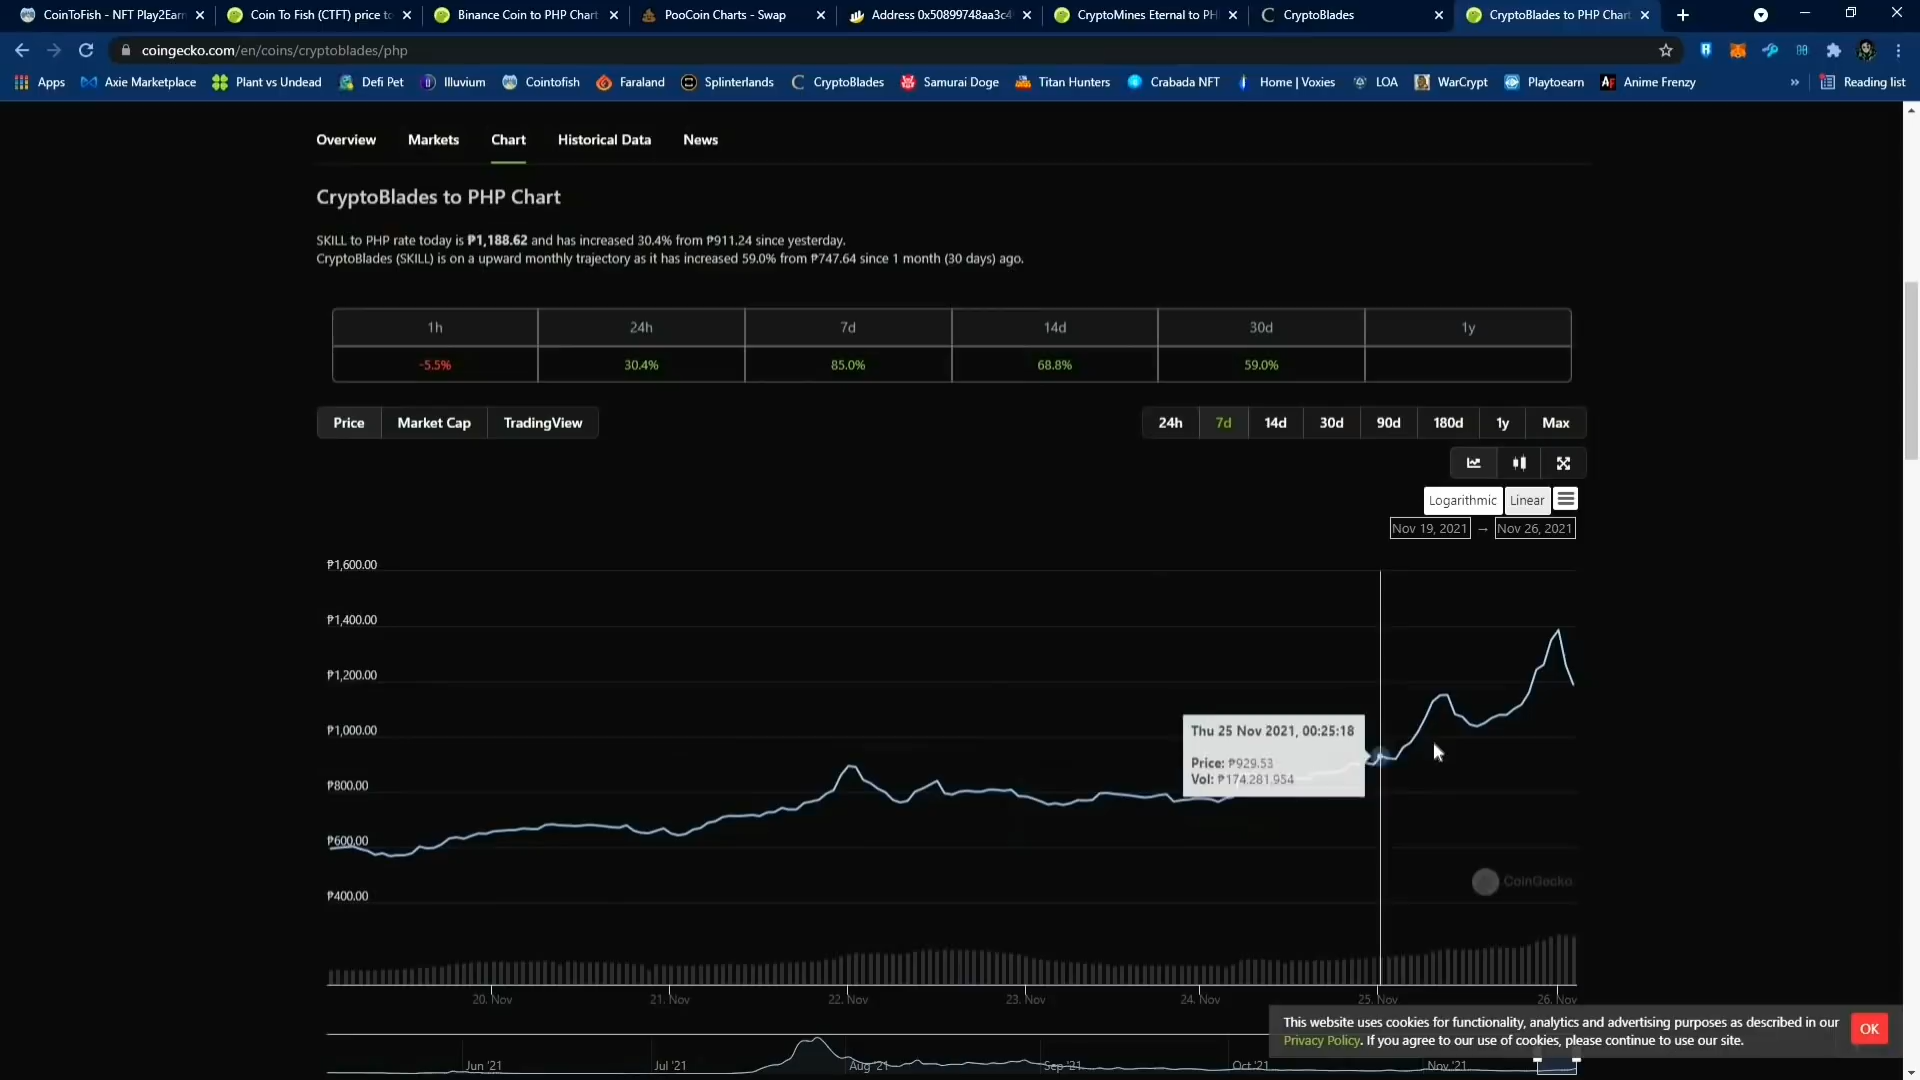 CoinToFish - NFT Play2Earn
Coin To Fish (CTFT) price to
Binance Coin to PHP Chart
PooCoin Charts - Swap
Address 0x50899748aa3c4
CryptoMines Eternal to PH
CryptoBlades
CryptoBlades to PHP Chart
coingecko.com/en/coins/cryptoblades/php
Apps Axie Marketplace Plant vs Undead Defi Pet Illuvium Cointofish Faraland Splinterlands CryptoBlades Samurai Doge Titan Hunters Crabada NFT Home | Voxies LOA WarCrypt Playtoearn Anime Frenzy » Reading list
Overview Markets Chart Historical Data News
CryptoBlades to PHP Chart
SKILL to PHP rate today is ₱1,188.62 and has increased 30.4% from ₱911.24 since yesterday.
CryptoBlades (SKILL) is on a upward monthly trajectory as it has increased 59.0% from ₱747.64 since 1 month (30 days) ago.
1h 24h 7d 14d 30d 1y
-5.5% 30.4% 85.0% 68.8% 59.0%
Price Market Cap TradingView
24h 7d 14d 30d 90d 180d 1y Max
Logarithmic Linear
Nov 19, 2021 → Nov 26, 2021
₱1,600.00
₱1,400.00
₱1,200.00
₱1,000.00
₱800.00
₱600.00
₱400.00
Thu 25 Nov 2021, 00:25:18
Price: ₱929.53
Vol: ₱174,281,954
CoinGecko
20. Nov 21. Nov 22. Nov 23. Nov 24. Nov 25. Nov 26. Nov
Jun '21 Jul '21 Aug '21 Sep '21 Oct '21 Nov '21
This website uses cookies for functionality, analytics and advertising purposes as described in our
Privacy Policy. If you agree to our use of cookies, please continue to use our site.
OK